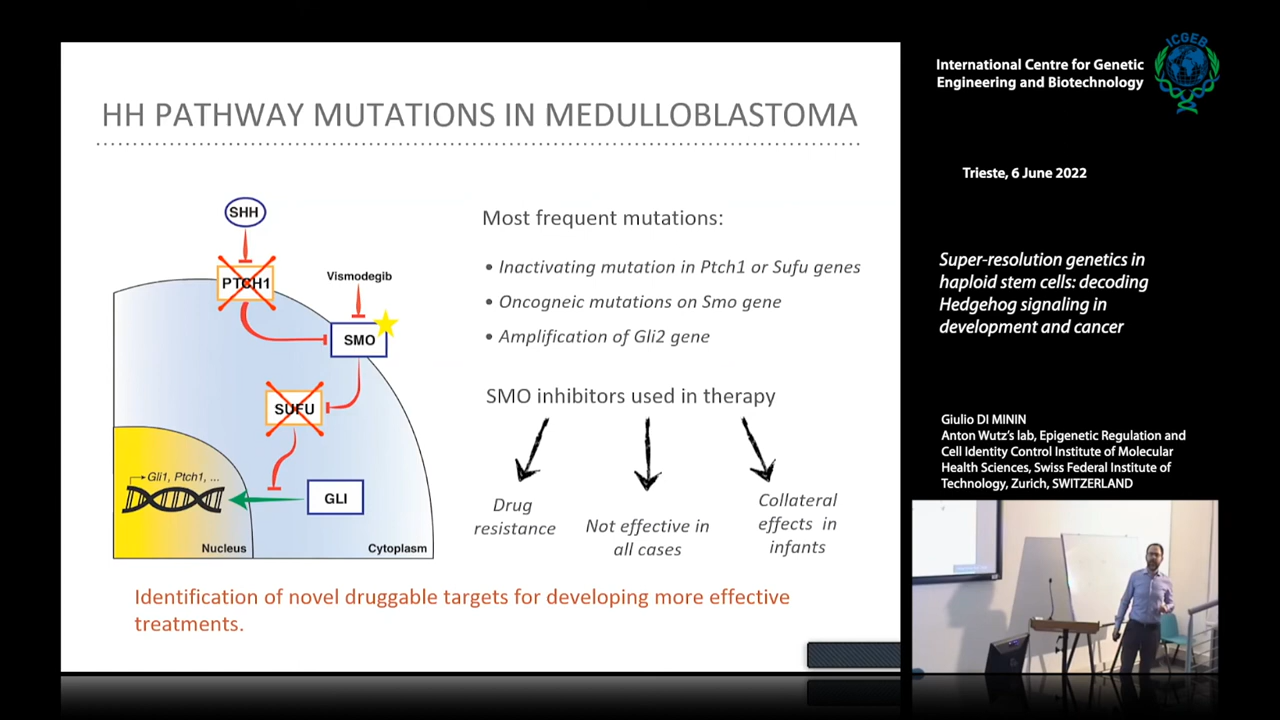 HH PATHWAY MUTATIONS IN MEDULLOBLASTOMA
SHH
PTCH1
Vismodegib
SMO
SUFU
Gli1, Ptch1, ...
GLI
Nucleus
Cytoplasm
Most frequent mutations:
• Inactivating mutation in Ptch1 or Sufu genes
• Oncogneic mutations on Smo gene
• Amplification of Gli2 gene
SMO inhibitors used in therapy
Drug
resistance
Not effective in
all cases
Collateral
effects in
infants
Identification of novel druggable targets for developing more effective
treatments.
International Centre for Genetic
Engineering and Biotechnology
ICGEB
Trieste, 6 June 2022
Super-resolution genetics in
haploid stem cells: decoding
Hedgehog signaling in
development and cancer
Giulio DI MININ
Anton Wutz's lab, Epigenetic Regulation and
Cell Identity Control Institute of Molecular
Health Sciences, Swiss Federal Institute of
Technology, Zurich, SWITZERLAND